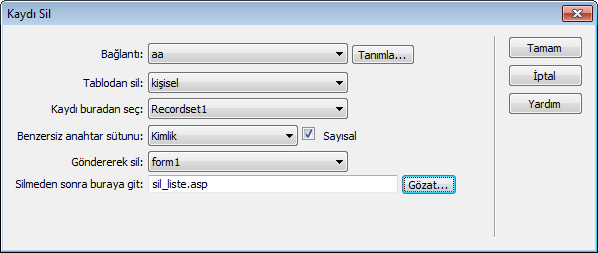 Kaydı Sil
Bağlantı: aa Tanımla... Tamam
Tablodan sil: kişisel İptal
Kaydı buradan seç: Recordset1 Yardım
Benzersiz anahtar sütunu: Kimlik Sayısal
Göndererek sil: form1
Silmeden sonra buraya git: sil_liste.asp Gözat...